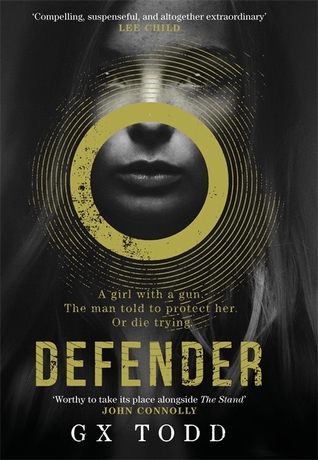 ‘Compelling, suspenseful, and altogether extraordinary’
LEE CHILD
A girl with a gun.
The man told to protect her.
Or die trying.
DEFENDER
‘Worthy to take its place alongside The Stand’
JOHN CONNOLLY
GX TODD